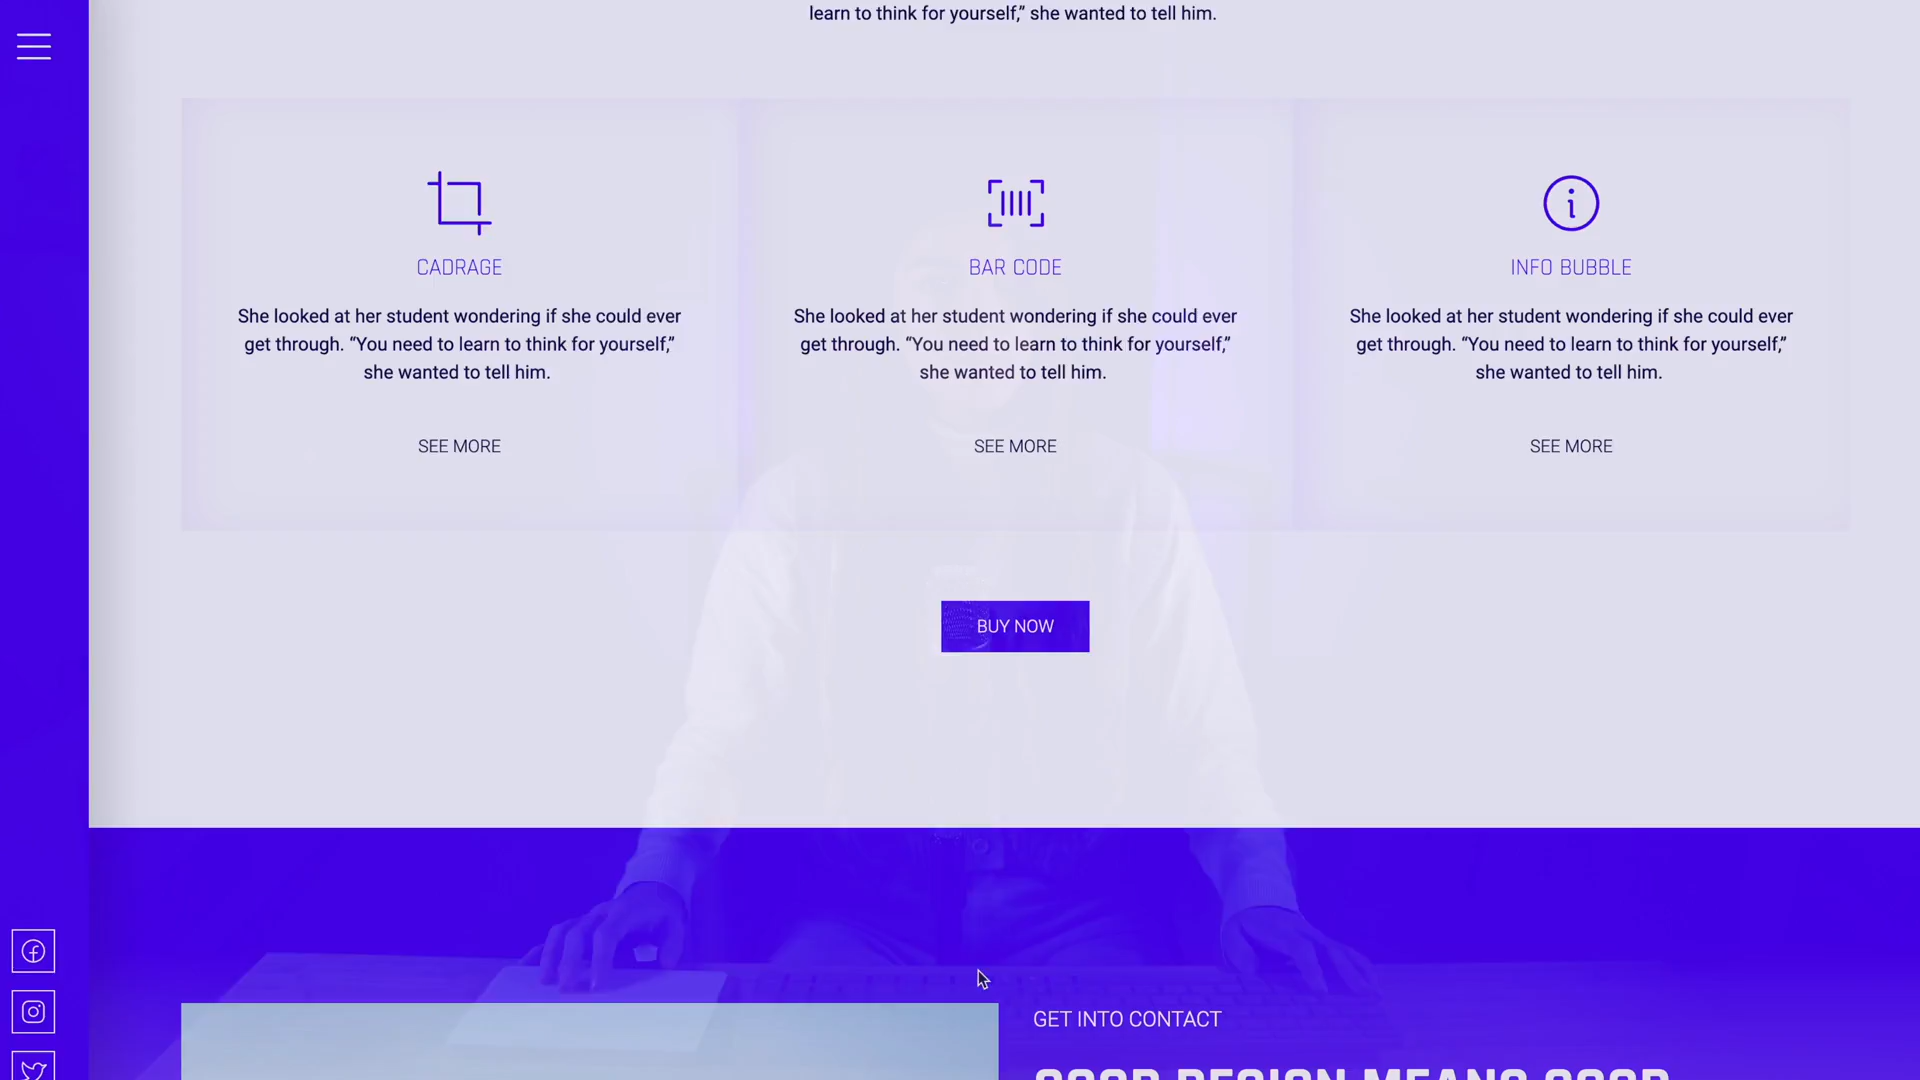 learn to think for yourself,” she wanted to tell him.
CADRAGE
She looked at her student wondering if she could ever
get through. “You need to learn to think for yourself,”
she wanted to tell him.
SEE MORE
BAR CODE
She looked at her student wondering if she could ever
get through. “You need to learn to think for yourself,”
she wanted to tell him.
SEE MORE
INFO BUBBLE
She looked at her student wondering if she could ever
get through. “You need to learn to think for yourself,”
she wanted to tell him.
SEE MORE
BUY NOW
GET INTO CONTACT
GOOD DESIGN MEANS GOOD